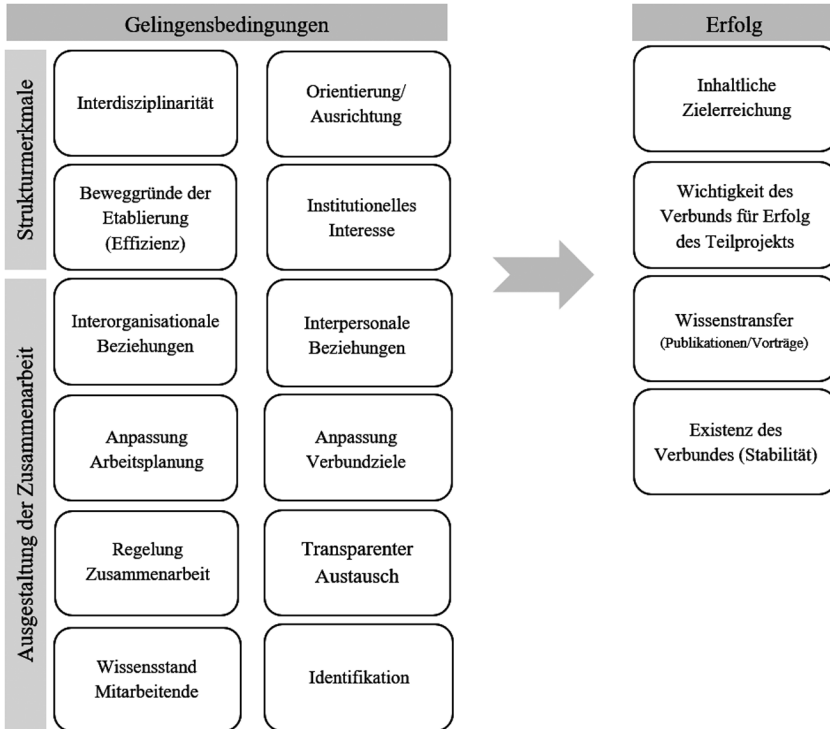 Gelingensbedingungen
Erfolg
Strukturmerkmale
Interdisziplinarität
Orientierung/
Ausrichtung
Beweggründe der
Etablierung
(Effizienz)
Institutionelles
Interesse
Ausgestaltung der Zusammenarbeit
Interorganisationale
Beziehungen
Interpersonale
Beziehungen
Anpassung
Arbeitsplanung
Anpassung
Verbundziele
Regelung
Zusammenarbeit
Transparenter
Austausch
Wissensstand
Mitarbeitende
Identifikation
Inhaltliche
Zielerreichung
Wichtigkeit des
Verbunds für Erfolg
des Teilprojekts
Wissenstransfer
(Publikationen/Vorträge)
Existenz des
Verbundes (Stabilität)